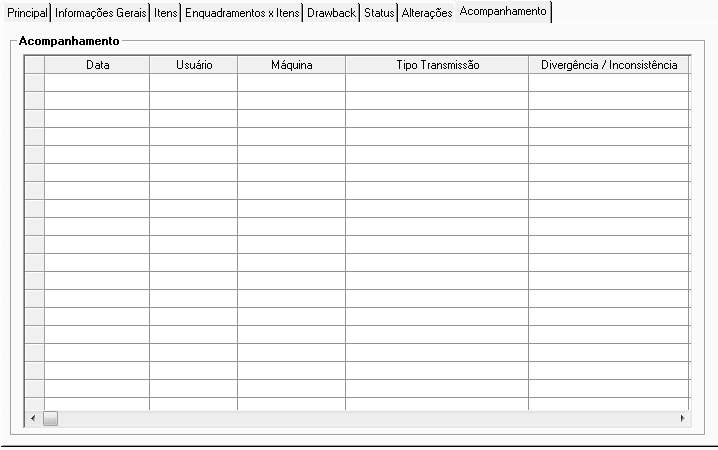 Principal Informações Gerais Itens Enquadramentos x Itens Drawback Status Alterações Acompanhamento
Acompanhamento
Data Usuário Máquina Tipo Transmissão Divergência / Inconsistência